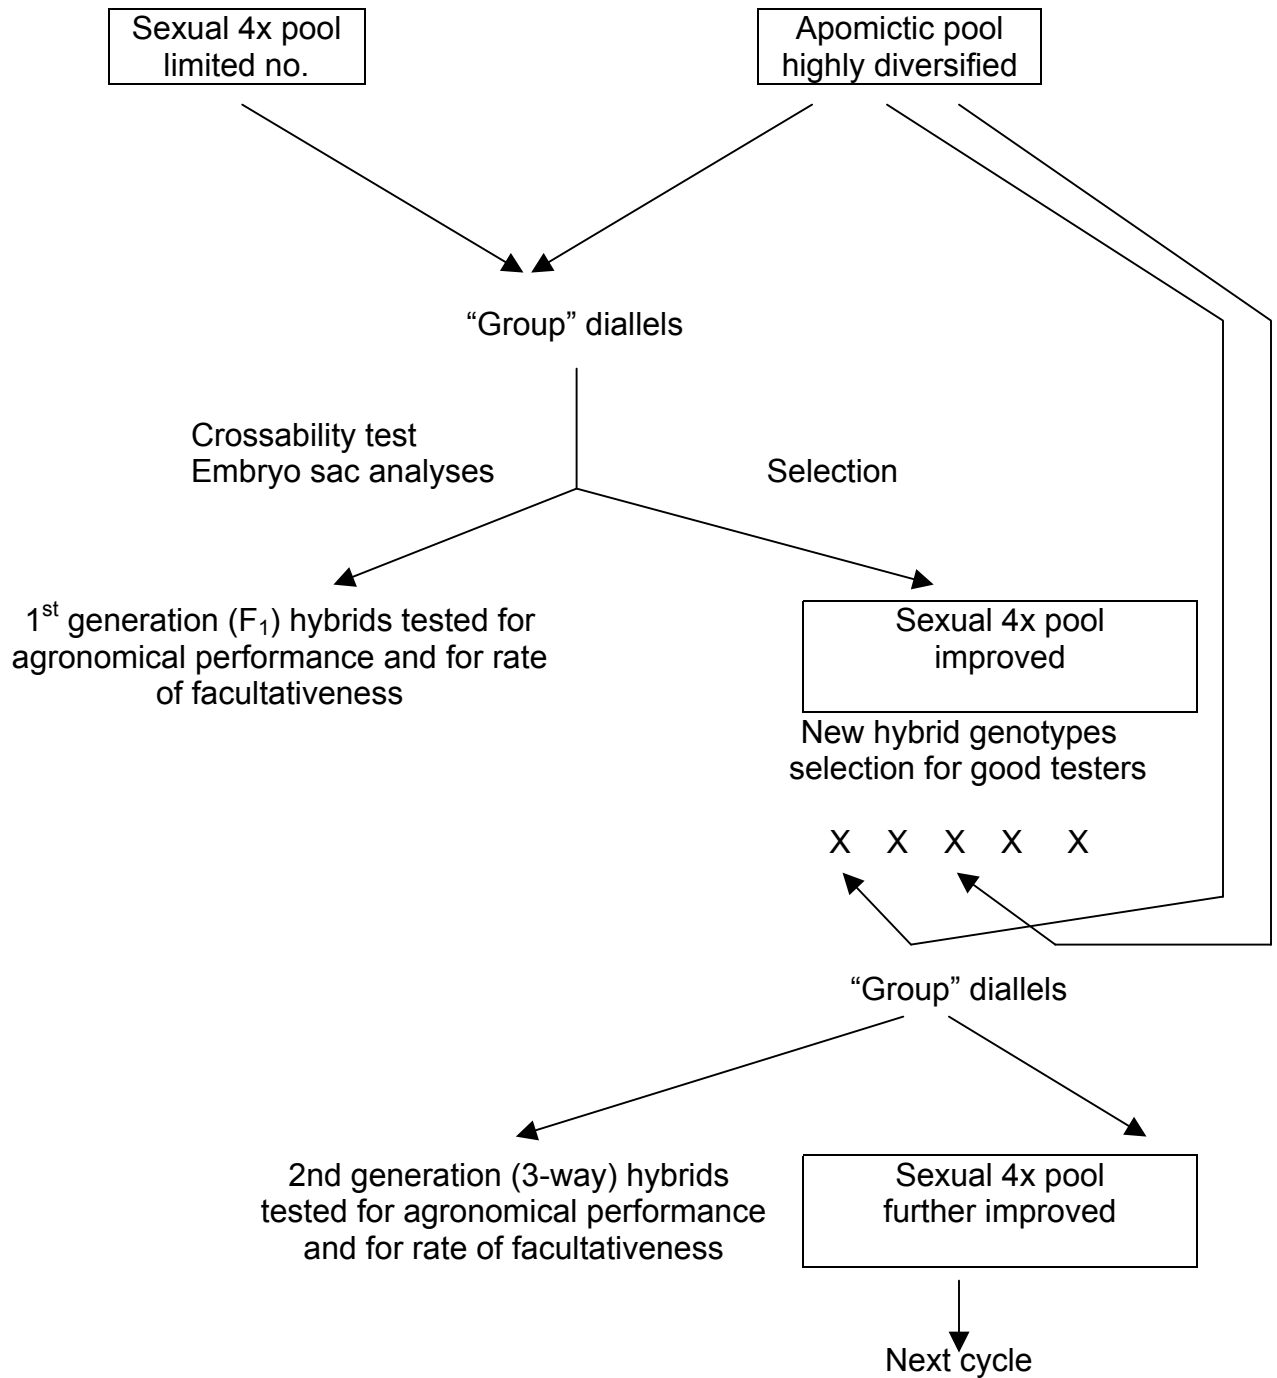 Sexual 4x pool
limited no.
Apomictic pool
highly diversified
“Group” diallels
Crossability test
Embryo sac analyses
Selection
1st generation (F1) hybrids tested for
agronomical performance and for rate
of facultativeness
Sexual 4x pool
improved
New hybrid genotypes
selection for good testers
X X X X X
“Group” diallels
2nd generation (3-way) hybrids
tested for agronomical performance
and for rate of facultativeness
Sexual 4x pool
further improved
Next cycle